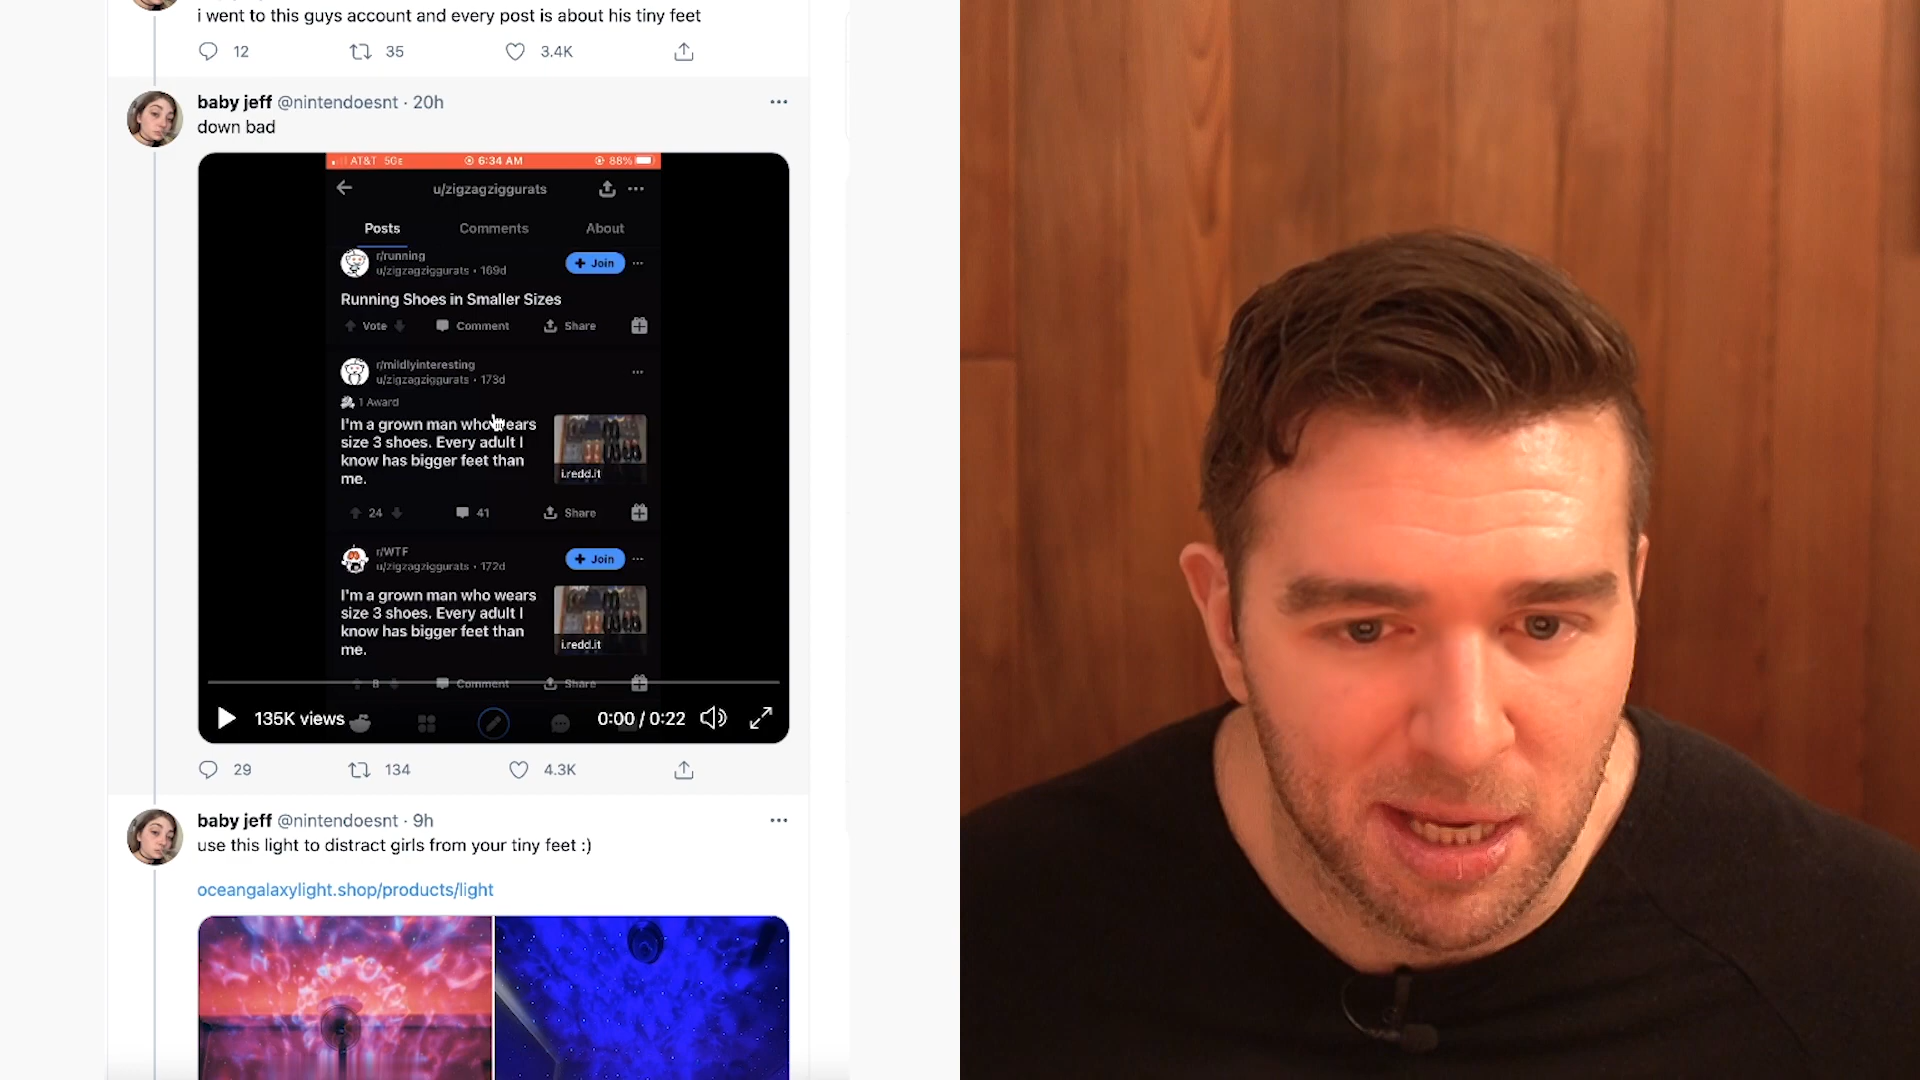 i went to this guys account and every post is about his tiny feet
12 35 3.4K
baby jeff @nintendoesnt · 20h
down bad
AT&T 5GE 6:34 AM 88%
u/zigzagziggurats
Posts Comments About
r/running
u/zigzagziggurats • 169d
+ Join
Running Shoes in Smaller Sizes
Vote Comment Share
r/mildlyinteresting
u/zigzagziggurats • 173d
1 Award
I'm a grown man who wears
size 3 shoes. Every adult I
know has bigger feet than
me.
i.redd.it
24 41 Share
r/WTF
u/zigzagziggurats • 172d
+ Join
I'm a grown man who wears
size 3 shoes. Every adult I
know has bigger feet than
me.
i.redd.it
8 Comment Share
135K views 0:00 / 0:22
29 134 4.3K
baby jeff @nintendoesnt · 9h
use this light to distract girls from your tiny feet :)
oceangalaxylight.shop/products/light